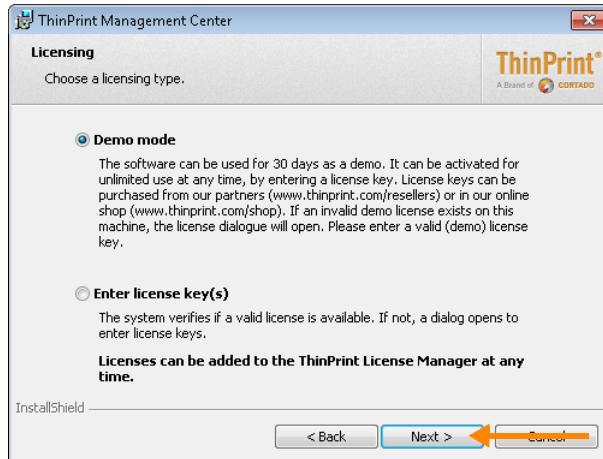 ThinPrint Management Center
Licensing
Choose a licensing type.
ThinPrint®
A Brand of CORTADO
Demo mode
The software can be used for 30 days as a demo. It can be activated for
unlimited use at any time, by entering a license key. License keys can be
purchased from our partners (www.thinprint.com/resellers) or in our online
shop (www.thinprint.com/shop). If an invalid demo license exists on this
machine, the license dialogue will open. Please enter a valid (demo) license
key.
Enter license key(s)
The system verifies if a valid license is available. If not, a dialog opens to
enter license keys.
Licenses can be added to the ThinPrint License Manager at any
time.
InstallShield
< Back
Next >
Cancel